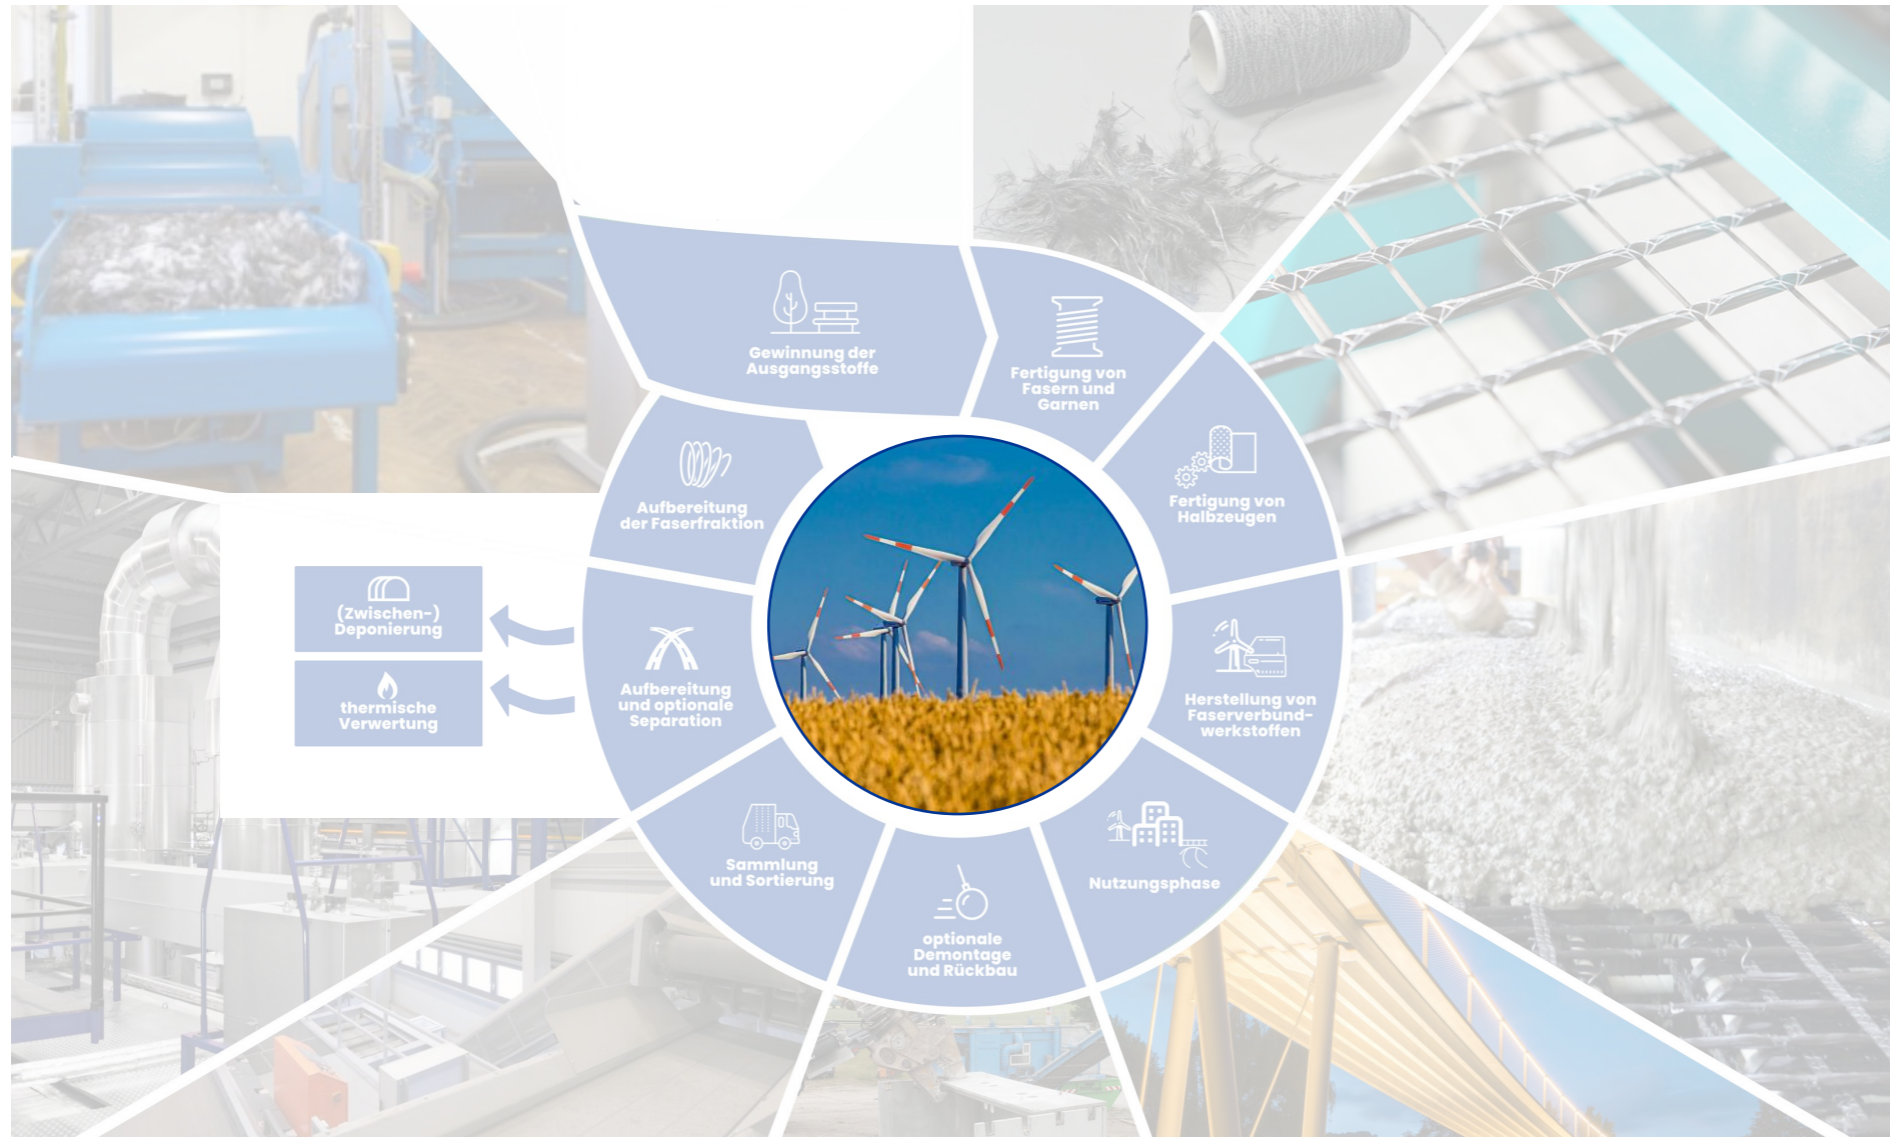 Gewinnung der
Ausgangsstoffe
Fertigung von
Fasern und
Garnen
Fertigung von
Halbzeugen
Herstellung von
Faserverbund-
werkstoffen
Nutzungsphase
optionale
Demontage
und Rückbau
Sammlung
und Sortierung
Aufbereitung
und optionale
Separation
Aufbereitung
der Faserfraktion
(Zwischen-)
Deponierung
thermische
Verwertung